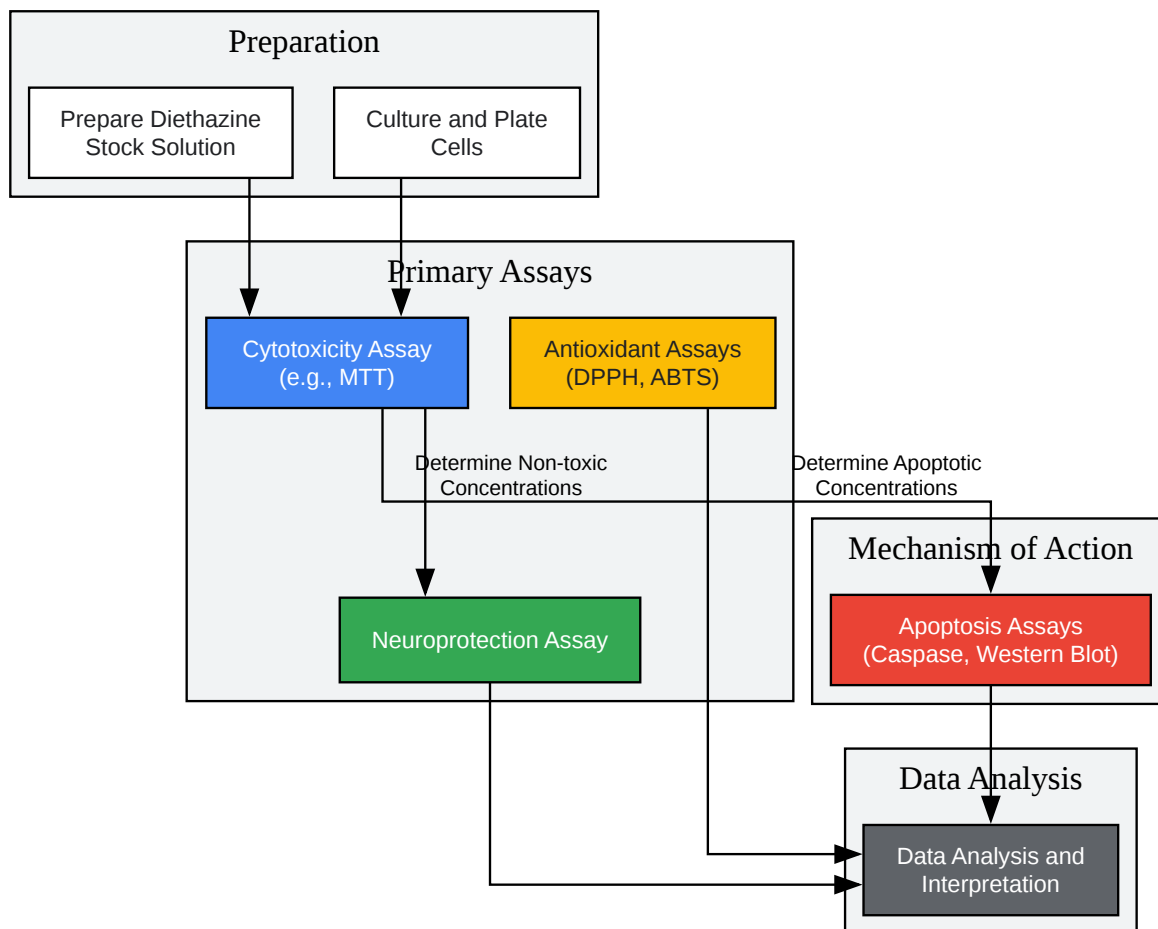 Preparation
Prepare Diethazine
Stock Solution
Culture and Plate
Cells
Primary Assays
Cytotoxicity Assay
(e.g., MTT)
Antioxidant Assays
(DPPH, ABTS)
Determine Non-toxic
Concentrations
Determine Apoptotic
Concentrations
Mechanism of Action
Neuroprotection Assay
Apoptosis Assays
(Caspase, Western Blot)
Data Analysis
Data Analysis and
Interpretation